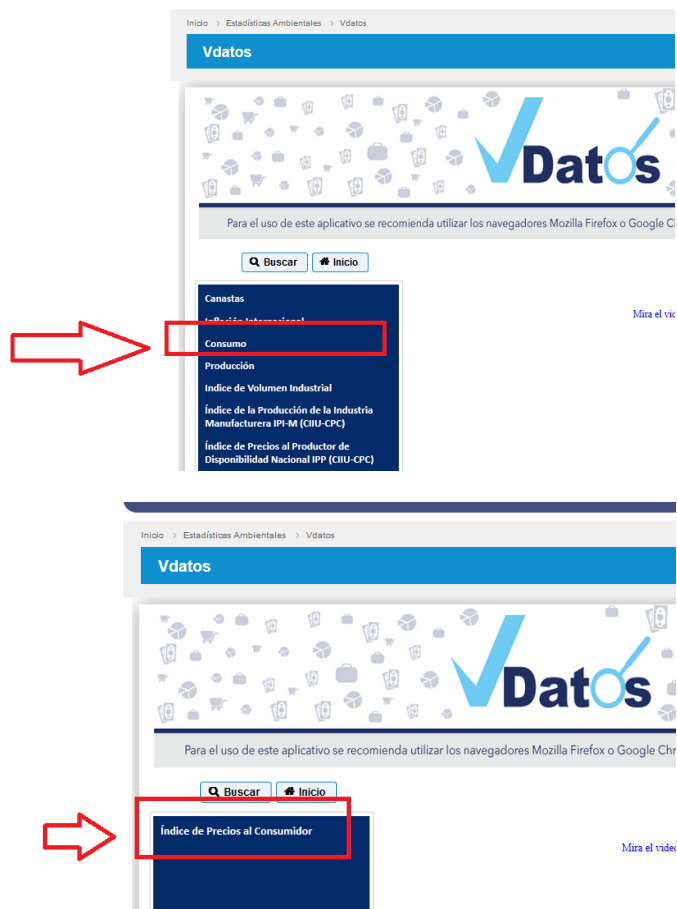 Inicio > Estadísticas Ambientales > Vdatos
Vdatos
Datos
Para el uso de este aplicativo se recomienda utilizar los navegadores Mozilla Firefox o Google C
Buscar Inicio
Canastas
Mira el vid
Inflación Internacional
Consumo
Producción
Indice de Volumen Industrial
Índice de la Producción de la Industria
Manufacturera IPI-M (CIIU-CPC)
Índice de Precios al Productor de
Disponibilidad Nacional IPP (CIIU-CPC)
Inicio > Estadísticas Ambientales > Vdatos
Vdatos
Datos
Para el uso de este aplicativo se recomienda utilizar los navegadores Mozilla Firefox o Google Chr
Buscar Inicio
Índice de Precios al Consumidor
Mira el video